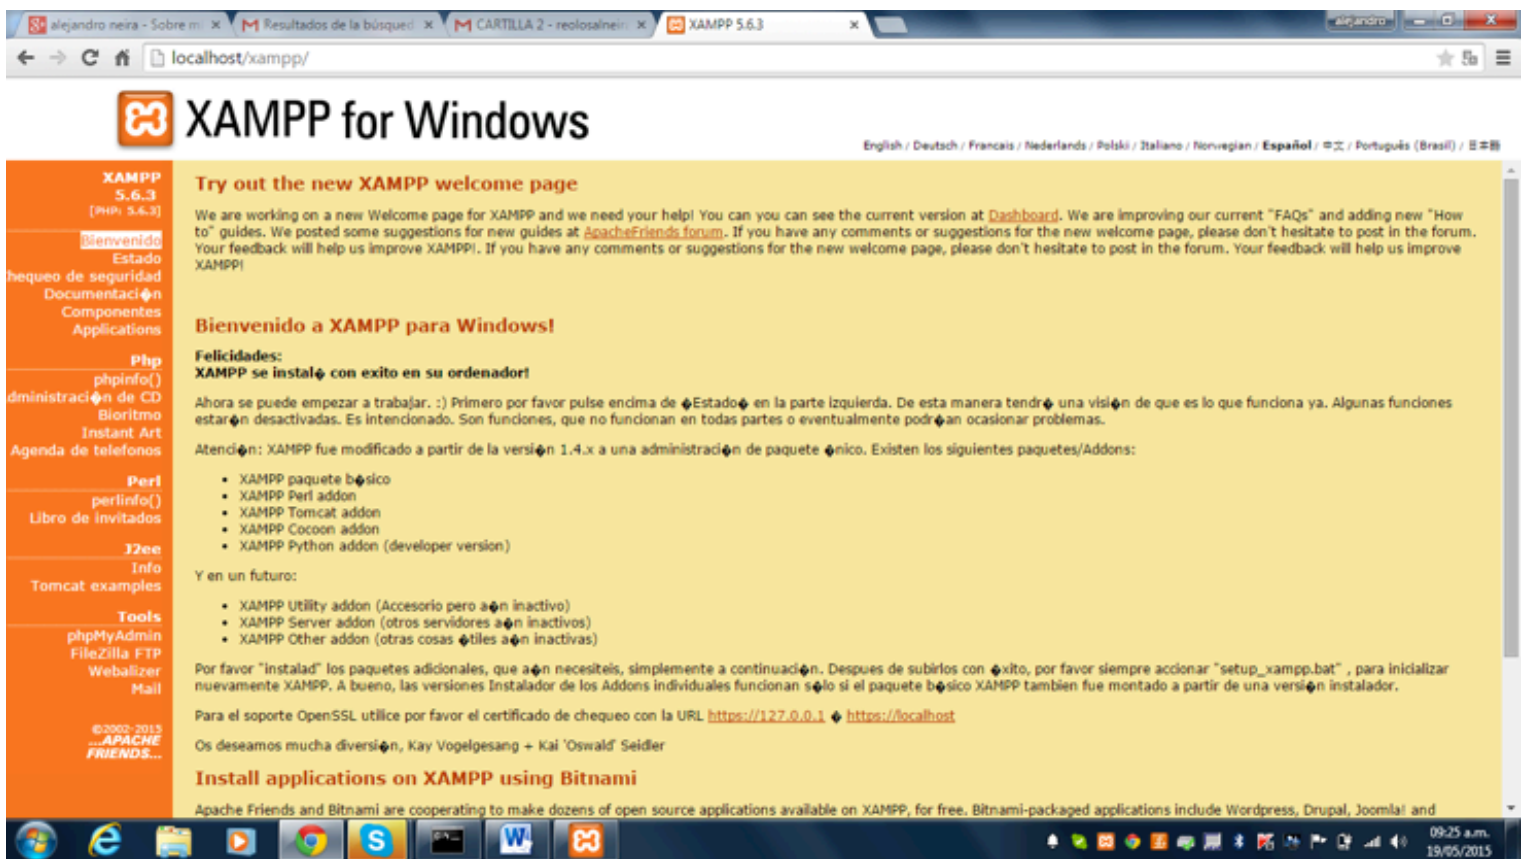 alejandro neira - Sobre m
Resultados de la búsqued
CARTILLA 2 - reolosalneir
XAMPP 5.6.3
alejandro
localhost/xampp/
XAMPP for Windows
English / Deutsch / Francais / Nederlands / Polski / Italiano / Norwegian / Español / 中文 / Português (Brasil) / 日本語
XAMPP
5.6.3
[PHP: 5.6.3]
Bienvenido
Estado
hequeo de seguridad
Documentaci�n
Componentes
Applications
Php
phpinfo()
dministraci�n de CD
Bioritmo
Instant Art
Agenda de telefonos
Perl
perlinfo()
Libro de invitados
J2ee
Info
Tomcat examples
Tools
phpMyAdmin
FileZilla FTP
Webalizer
Mail
©2002-2015
...APACHE
FRIENDS...
Try out the new XAMPP welcome page
We are working on a new Welcome page for XAMPP and we need your help! You can you can see the current version at Dashboard. We are improving our current "FAQs" and adding new "How
to" guides. We posted some suggestions for new guides at ApacheFriends forum. If you have any comments or suggestions for the new welcome page, please don't hesitate to post in the forum.
Your feedback will help us improve XAMPP!. If you have any comments or suggestions for the new welcome page, please don't hesitate to post in the forum. Your feedback will help us improve
XAMPP!
Bienvenido a XAMPP para Windows!
Felicidades:
XAMPP se instal� con exito en su ordenador!
Ahora se puede empezar a trabajar. :) Primero por favor pulse encima de �Estado� en la parte izquierda. De esta manera tendr� una visi�n de que es lo que funciona ya. Algunas funciones
estar�n desactivadas. Es intencionado. Son funciones, que no funcionan en todas partes o eventualmente podr�an ocasionar problemas.
Atenci�n: XAMPP fue modificado a partir de la versi�n 1.4.x a una administraci�n de paquete �nico. Existen los siguientes paquetes/Addons:
• XAMPP paquete b�sico
• XAMPP Perl addon
• XAMPP Tomcat addon
• XAMPP Cocoon addon
• XAMPP Python addon (developer version)
Y en un futuro:
• XAMPP Utility addon (Accesorio pero a�n inactivo)
• XAMPP Server addon (otros servidores a�n inactivos)
• XAMPP Other addon (otras cosas �tiles a�n inactivas)
Por favor "instalad" los paquetes adicionales, que a�n necesiteis, simplemente a continuaci�n. Despues de subirlos con �xito, por favor siempre accionar "setup_xampp.bat" , para inicializar
nuevamente XAMPP. A bueno, las versiones Instalador de los Addons individuales funcionan s�lo si el paquete b�sico XAMPP tambien fue montado a partir de una versi�n instalador.
Para el soporte OpenSSL utilice por favor el certificado de chequeo con la URL https://127.0.0.1 � https://localhost
Os deseamos mucha diversi�n, Kay Vogelgesang + Kai 'Oswald' Seidler
Install applications on XAMPP using Bitnami
Apache Friends and Bitnami are cooperating to make dozens of open source applications available on XAMPP, for free. Bitnami-packaged applications include Wordpress, Drupal, Joomla! and
09:25 a.m.
19/05/2015